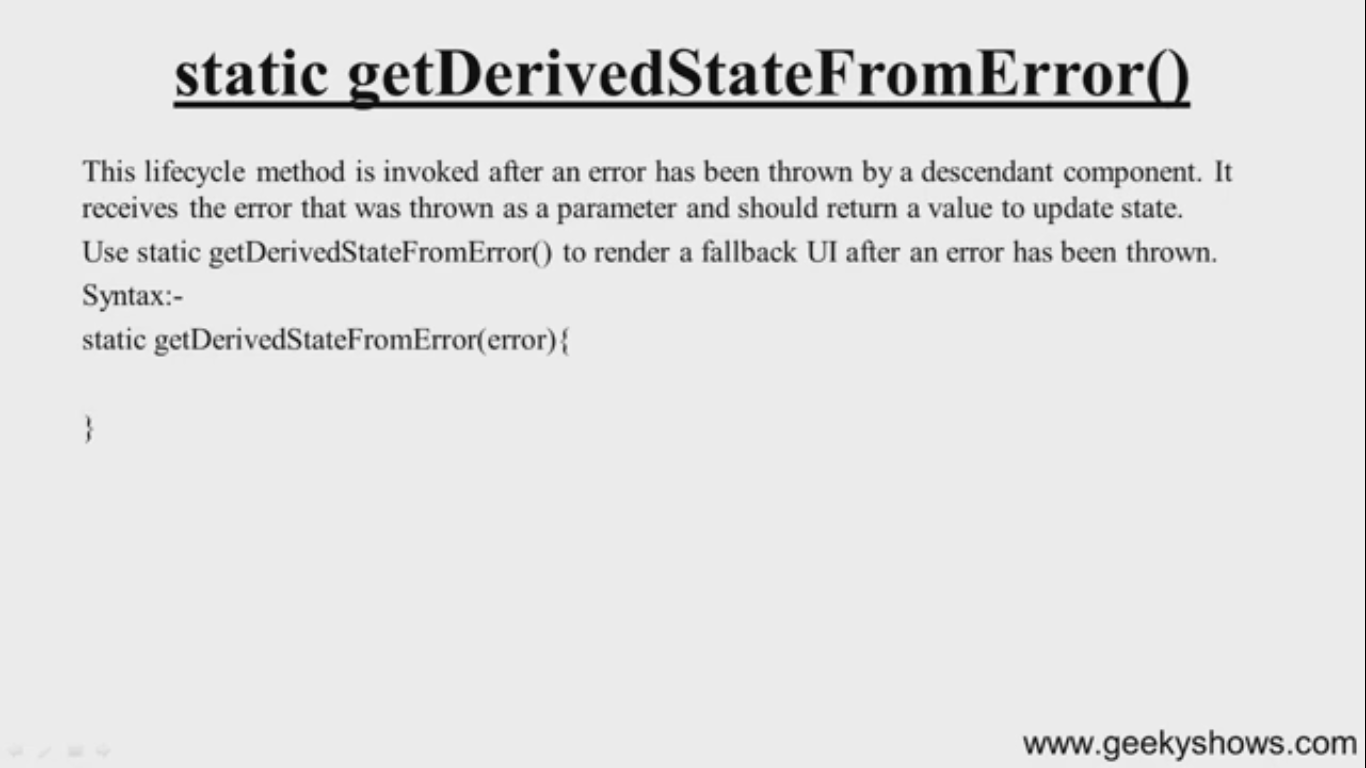 static getDerivedStateFromError()
This lifecycle method is invoked after an error has been thrown by a descendant component. It
receives the error that was thrown as a parameter and should return a value to update state.
Use static getDerivedStateFromError() to render a fallback UI after an error has been thrown.
Syntax:-
static getDerivedStateFromError(error){
}
www.geekyshows.com